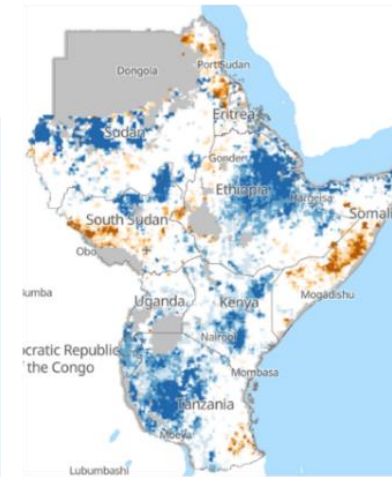 Dongola
Port Sudan
Eritrea
Sudan
Gonder
Ethiopia
Hargeisa
South Sudan
Somali
Obo
Mogadishu
Uganda
Kenya
umba
Nairobi
ocratic Republic
f the Congo
Mombasa
Tanzania
Mbeya
Lubumbashi